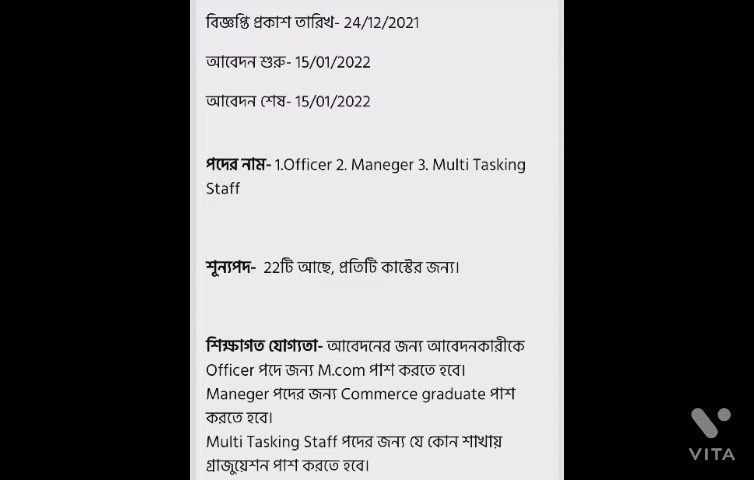 বিজ্ঞপ্তি প্রকাশ তারিখ- 24/12/2021
আবেদন শুরু- 15/01/2022
আবেদন শেষ- 15/01/2022
পদের নাম- 1.Officer 2. Maneger 3. Multi Tasking
Staff
শূন্যপদ- 22টি আছে, প্রতিটি কাস্টের জন্য।
শিক্ষাগত যোগ্যতা- আবেদনের জন্য আবেদনকারীকে
Officer পদে জন্য M.com পাশ করতে হবে।
Maneger পদের জন্য Commerce graduate পাশ
করতে হবে।
Multi Tasking Staff পদের জন্য যে কোন শাখায়
গ্রাজুয়েশন পাশ করতে হবে।
VITA